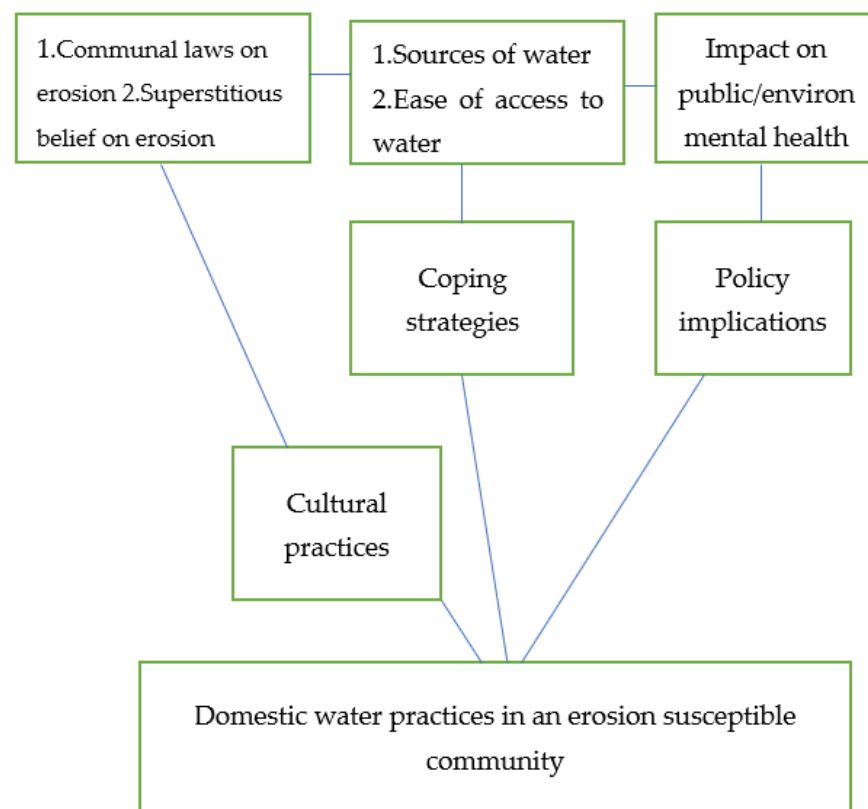 1.Communal laws on
erosion 2.Superstitious
belief on erosion
1.Sources of water
2.Ease of access to
water
Impact on
public/environ
mental health
Coping
strategies
Policy
implications
Cultural
practices
Domestic water practices in an erosion susceptible
community